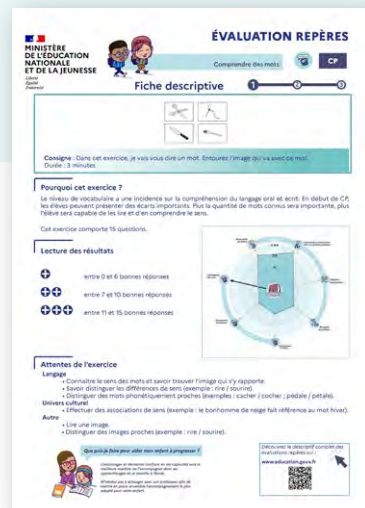 ÉVALUATION REPÈRES
MINISTÈRE
DE L'ÉDUCATION
NATIONALE
ET DE LA JEUNESSE
Liberté
Égalité
Fraternité
Comprendre des mots
CP
Fiche descriptive
1
2
3
Consigne : Dans cet exercice, je vais vous dire un mot. Entourez l'image qui va avec ce mot.
Durée : 3 minutes
Pourquoi cet exercice ?
Le niveau de vocabulaire a une incidence sur la compréhension du langage oral et écrit. En début de CP,
les élèves peuvent présenter des écarts importants. Plus la quantité de mots connus sera importante, plus
l'élève sera capable de les lire et d'en comprendre le sens.
Cet exercice comporte 15 questions.
Lecture des résultats
entre 0 et 6 bonnes réponses
entre 7 et 10 bonnes réponses
entre 11 et 15 bonnes réponses
Attentes de l'exercice
Langage
• Connaître le sens des mots et savoir trouver l'image qui s'y rapporte.
• Savoir distinguer les différences de sens (exemple : rire / sourire).
• Distinguer des mots phonétiquement proches (exemples : cacher / cocher ; pédale / pétale).
Univers culturel
• Effectuer des associations de sens (exemple : le bonhomme de neige fait référence au mot hiver).
Autre
• Lire une image.
• Distinguer des images proches (exemple : rire / sourire).
Que puis-je faire pour aider mon enfant à progresser ?
Découvrez le descriptif complet des
évaluations repères sur :
www.education.gouv.fr